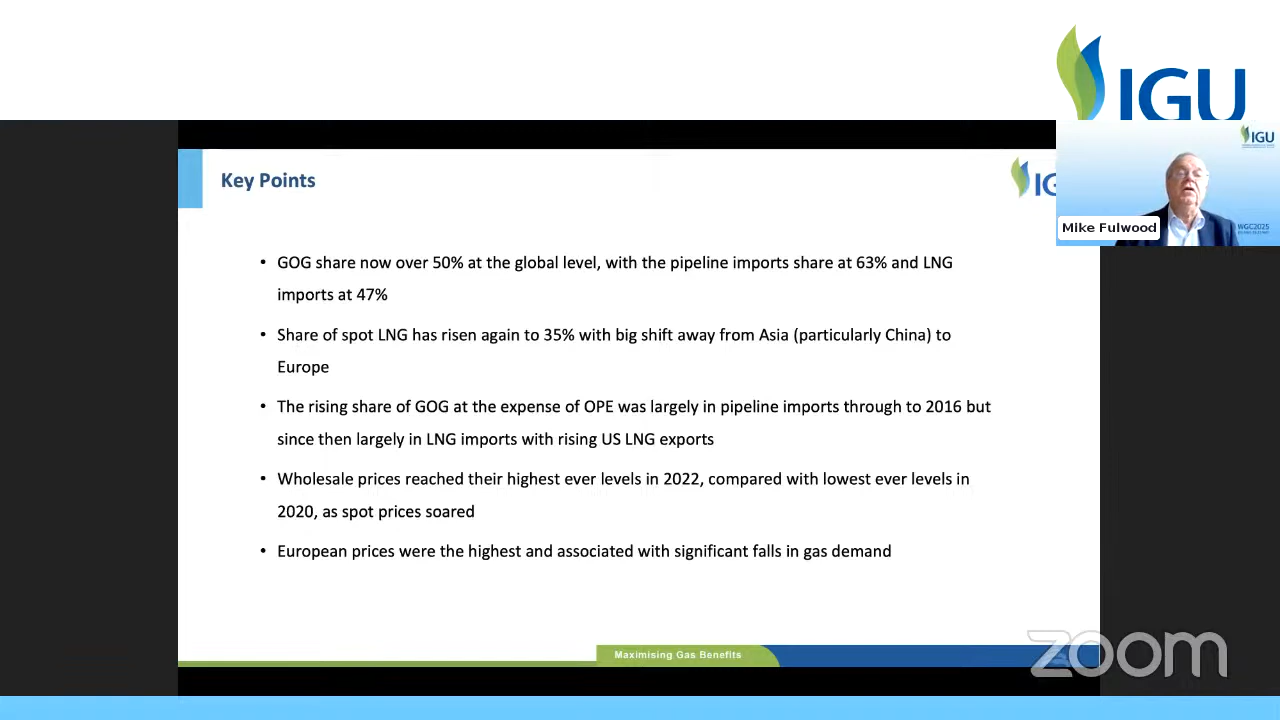 IGU
IGU
Key Points
IG
Mike Fulwood
WGC2025
• GOG share now over 50% at the global level, with the pipeline imports share at 63% and LNG
imports at 47%
• Share of spot LNG has risen again to 35% with big shift away from Asia (particularly China) to
Europe
• The rising share of GOG at the expense of OPE was largely in pipeline imports through to 2016 but
since then largely in LNG imports with rising US LNG exports
• Wholesale prices reached their highest ever levels in 2022, compared with lowest ever levels in
2020, as spot prices soared
• European prices were the highest and associated with significant falls in gas demand
Maximising Gas Benefits
zoom